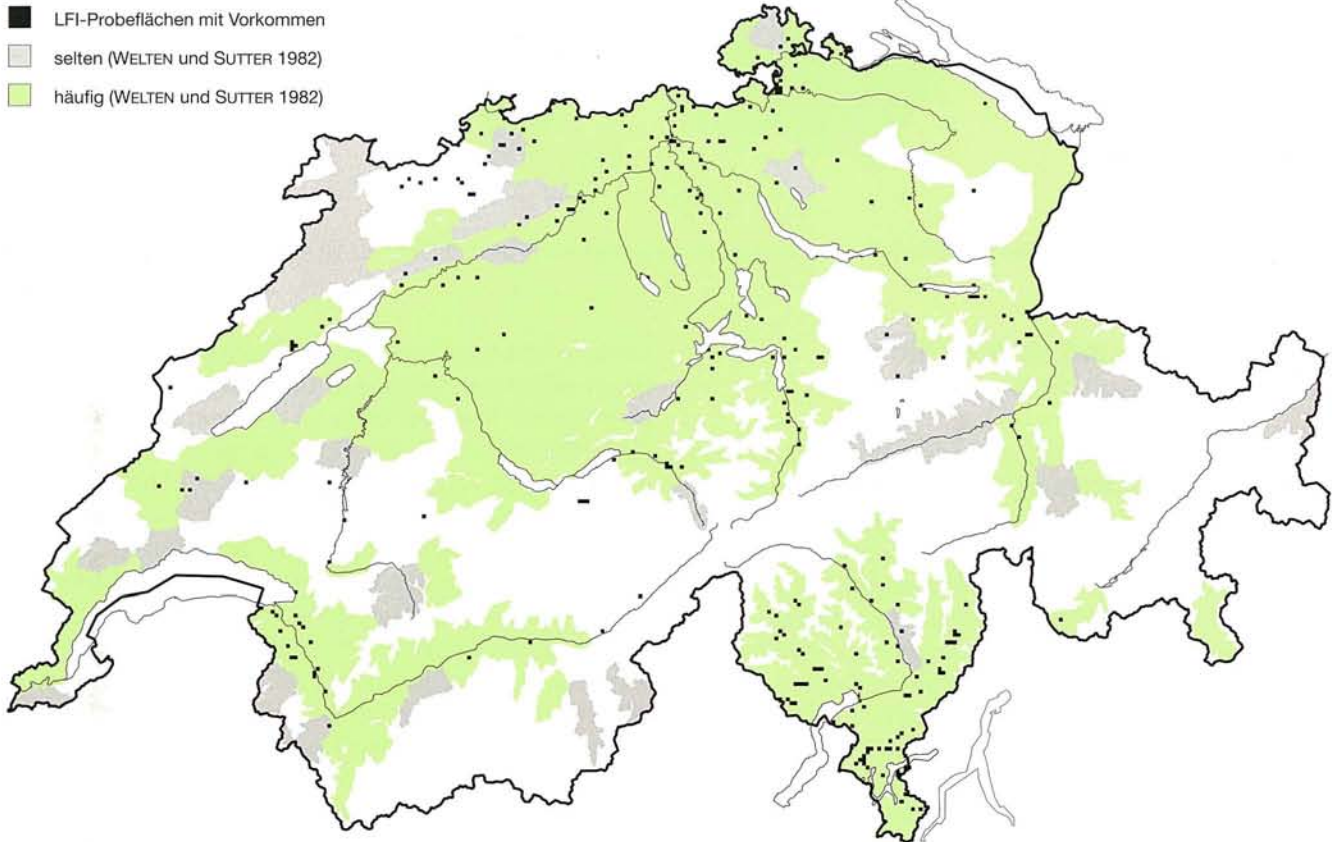 LFI-Probeflächen mit Vorkommen
selten (WELTEN und SUTTER 1982)
häufig (WELTEN und SUTTER 1982)